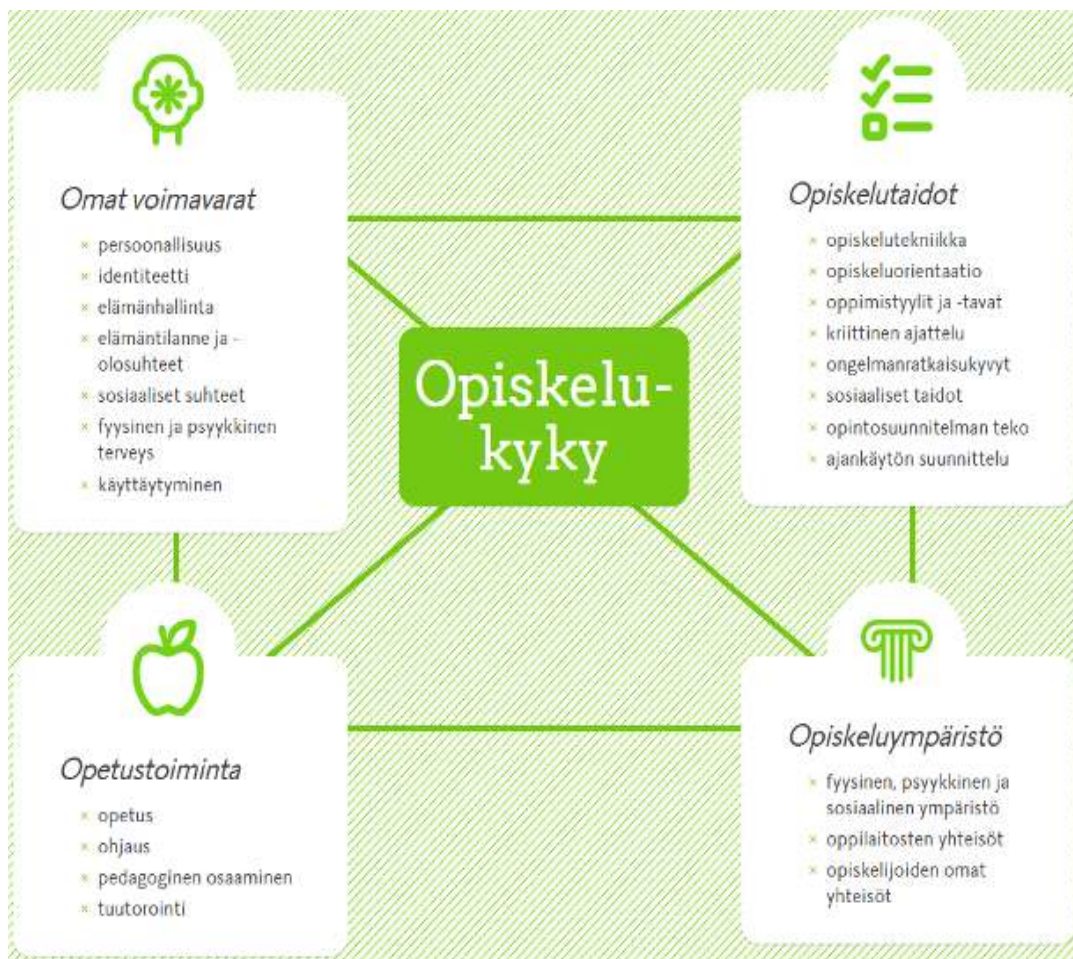 Omat voimavarat
× persoonallisuus
× identiteetti
× elämänhallinta
× elämäntilanne ja -
olosuhteet
× sosiaaliset suhteet
× fyysinen ja psyykkinen
terveys
× käyttäytyminen
Opiskelutaidot
× opiskelutekniikka
× opiskeluorientaatio
× oppimistyylit ja -tavat
× kriittinen ajattelu
× ongelmanratkaisukyvyt
× sosiaaliset taidot
× opintosuunnitelman teko
× ajankäytön suunnittelu
Opiskelu-
kyky
Opetustoiminta
× opetus
× ohjaus
× pedagoginen osaaminen
× tuutorointi
Opiskeluympäristö
× fyysinen, psyykkinen ja
sosiaalinen ympäristö
× oppilaitosten yhteisöt
× opiskelijoiden omat
yhteisöt